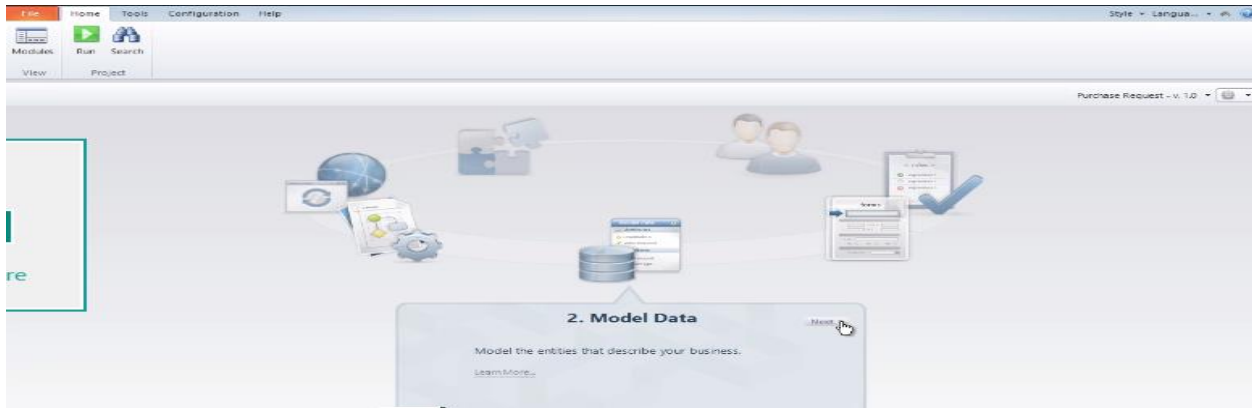 File Home Tools Configuration Help Style Langua...
Modules Run Search
View Project
Purchase Request - v. 1.0
re
2. Model Data
Next
Model the entities that describe your business.
Learn More...